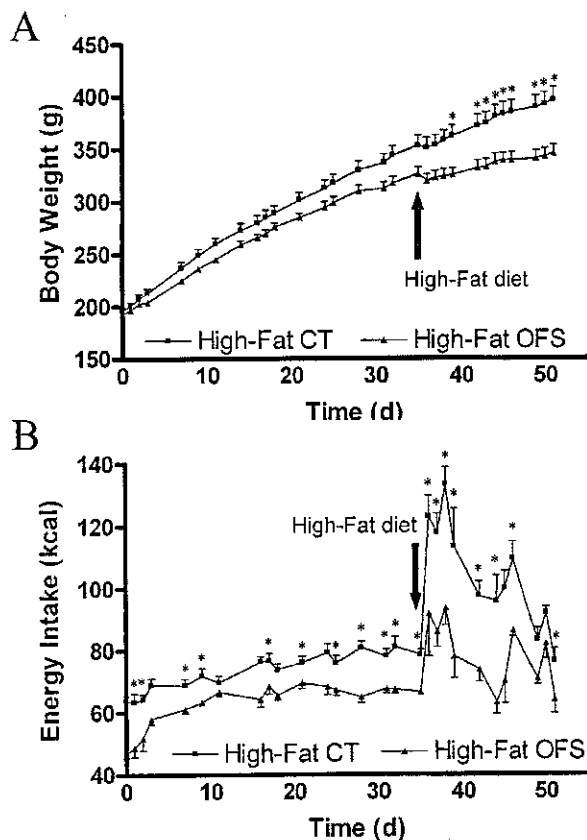 A
Body Weight (g)
450
400
350
300
250
200
150
* * * * * * * * * *
High-Fat diet
High-Fat CT
High-Fat OFS
0 10 20 30 40 50
Time (d)
B
Energy Intake (kcal)
140
120
100
80
60
40
High-Fat diet
High-Fat CT
High-Fat OFS
0 10 20 30 40 50
Time (d)